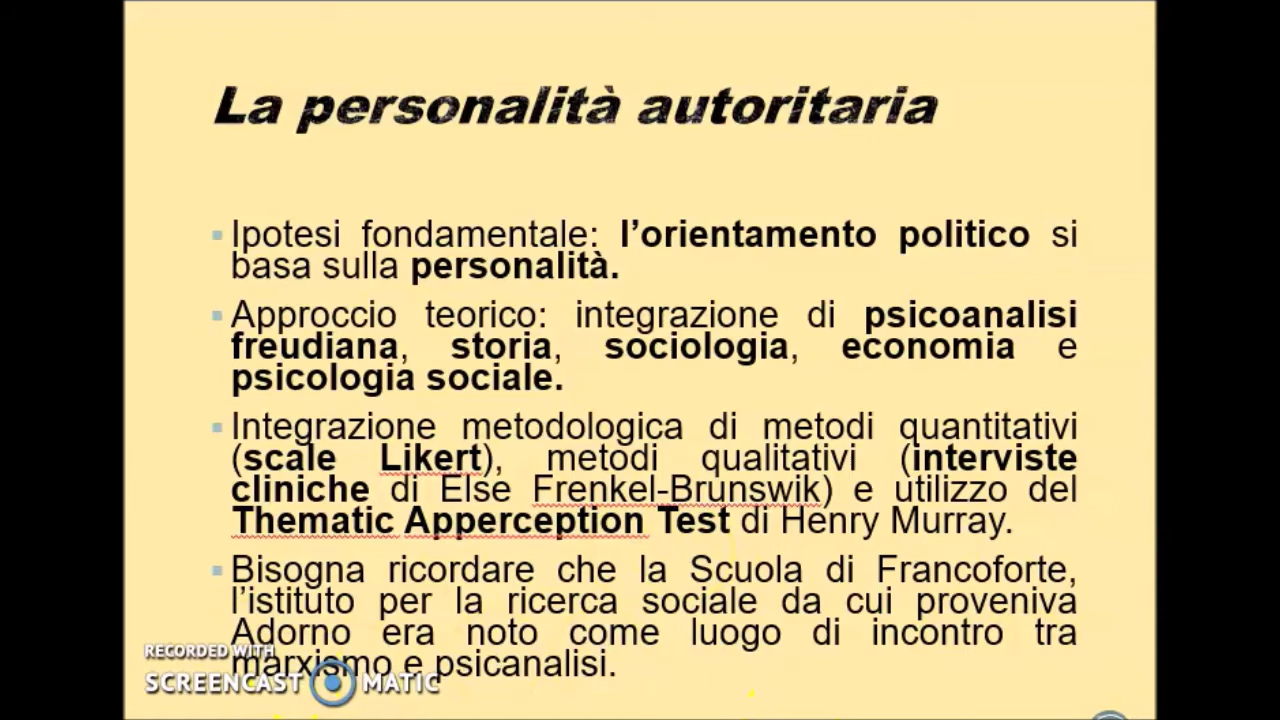 La personalità autoritaria
Ipotesi fondamentale: l’orientamento politico si
basa sulla personalità.
Approccio teorico: integrazione di psicoanalisi
freudiana, storia, sociologia, economia e
psicologia sociale.
Integrazione metodologica di metodi quantitativi
(scale Likert), metodi qualitativi (interviste
cliniche di Else Frenkel-Brunswik) e utilizzo del
Thematic Apperception Test di Henry Murray.
Bisogna ricordare che la Scuola di Francoforte,
l’istituto per la ricerca sociale da cui proveniva
Adorno era noto come luogo di incontro tra
marxismo e psicanalisi.
RECORDED WITH
SCREENCAST MATIC